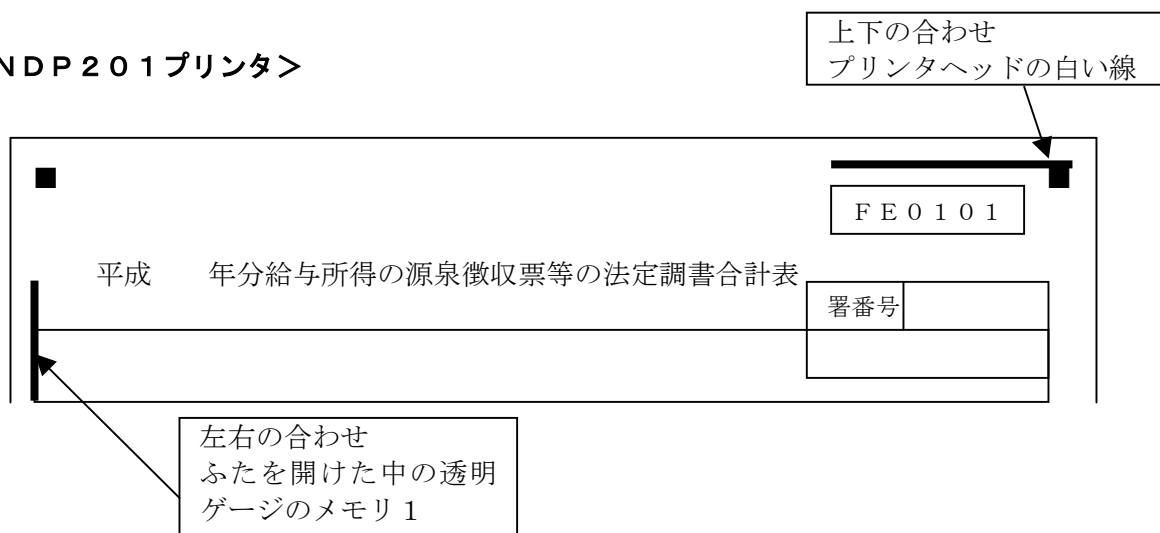 NDP201プリンタ>
上下の合わせ
プリンタヘッドの白い線
FE0101
平成　　年分給与所得の源泉徴収票等の法定調書合計表
署番号
左右の合わせ
ふたを開けた中の透明
ゲージのメモリ1